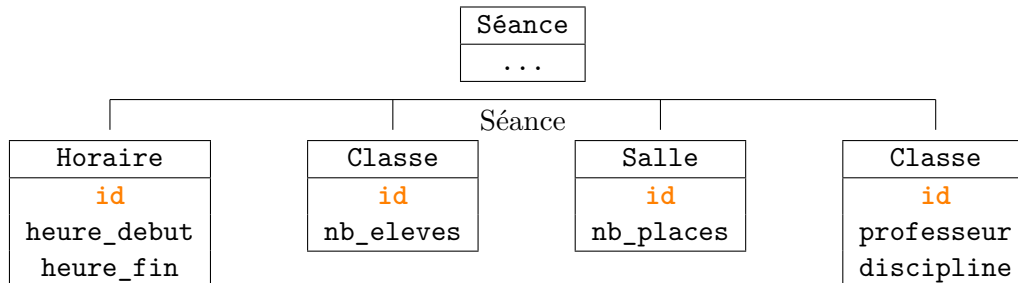 Séance
...
Séance
Horaire Classe Salle Classe
id id id id
heure_debut nb_eleves nb_places professeur
heure_fin discipline